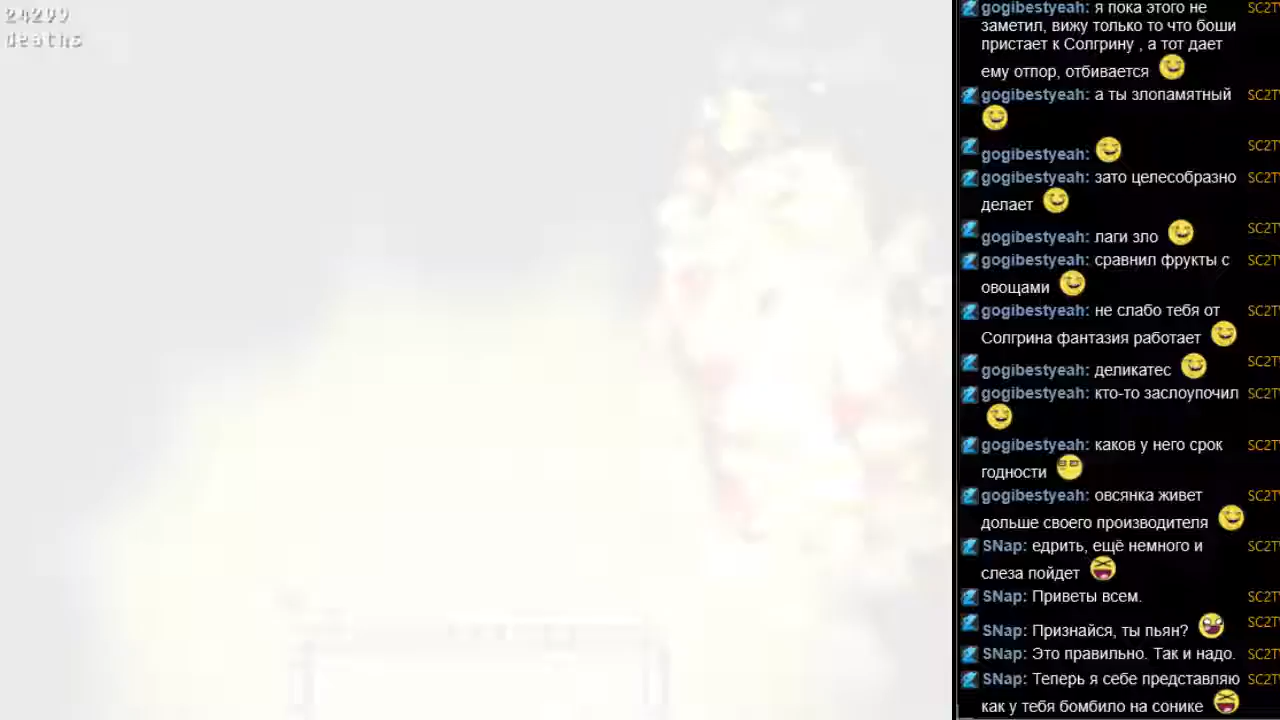 24299
deaths
gogibestyeah: я пока этого не
заметил, вижу только то что боши
пристает к Солгрину , а тот дает
ему отпор, отбивается
gogibestyeah: а ты злопамятный
gogibestyeah:
gogibestyeah: зато целесобразно
делает
gogibestyeah: лаги зло
gogibestyeah: сравнил фрукты с
овощами
gogibestyeah: не слабо тебя от
Солгрина фантазия работает
gogibestyeah: деликатес
gogibestyeah: кто-то заслоупочил
gogibestyeah: каков у него срок
годности
gogibestyeah: овсянка живет
дольше своего производителя
SNap: едрить, ещё немного и
слеза пойдет
SNap: Приветы всем.
SNap: Признайся, ты пьян?
SNap: Это правильно. Так и надо.
SNap: Теперь я себе представляю
как у тебя бомбило на сонике